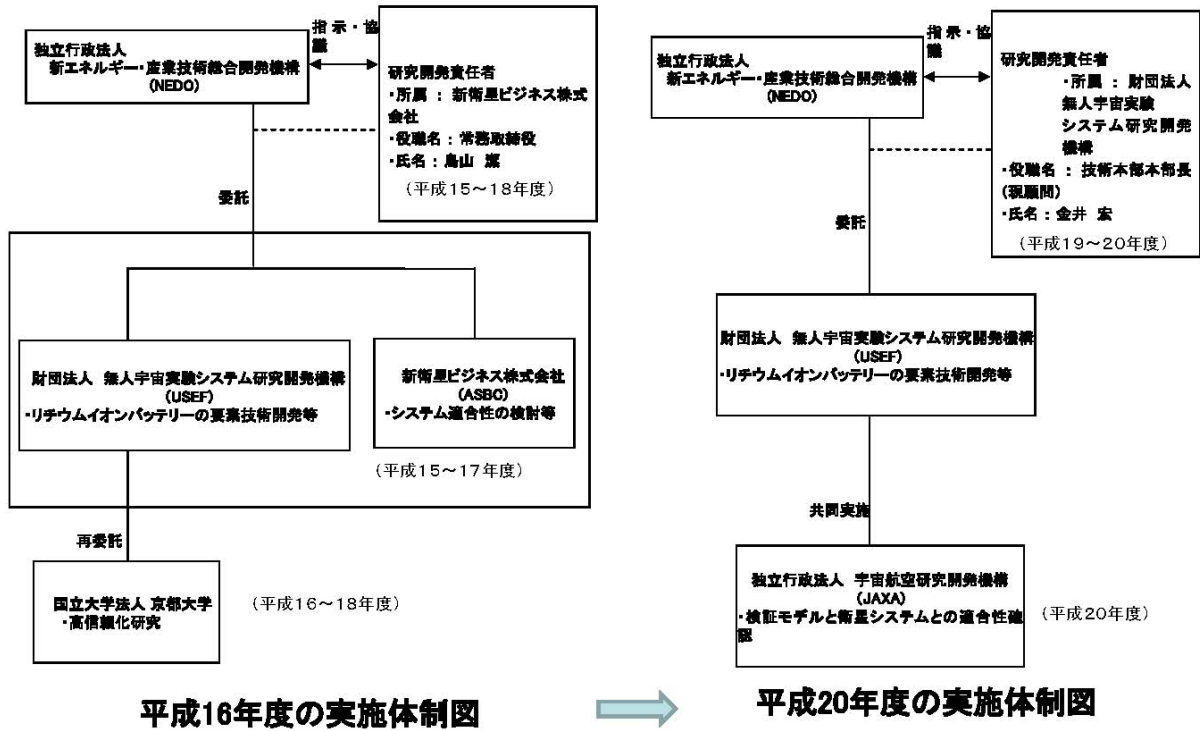 独立行政法人
新エネルギー・産業技術総合開発機構
(NEDO)
指示・協
議
研究開発責任者
・所属 : 新衛星ビジネス株式
会社
・役職名 : 常務取締役
・氏名 : 鳥山 潔
(平成15～18年度)
委託
財団法人 無人宇宙実験システム研究開発機構
(USEF)
・リチウムイオンバッテリーの要素技術開発等
新衛星ビジネス株式会社
(ASBC)
・システム適合性の検討等
(平成15～17年度)
再委託
国立大学法人 京都大学
・高信頼化研究
(平成16～18年度)
平成16年度の実施体制図
独立行政法人
新エネルギー・産業技術総合開発機構
(NEDO)
指示・協
議
研究開発責任者
・所属 : 財団法人
無人宇宙実験
システム研究開発
機構
・役職名 : 技術本部本部長
(現顧問)
・氏名 : 金井 宏
(平成19～20年度)
委託
財団法人 無人宇宙実験システム研究開発機構
(USEF)
・リチウムイオンバッテリーの要素技術開発等
共同実施
独立行政法人 宇宙航空研究開発機構
(JAXA)
・検証モデルと衛星システムとの適合性確
認
(平成20年度)
平成20年度の実施体制図